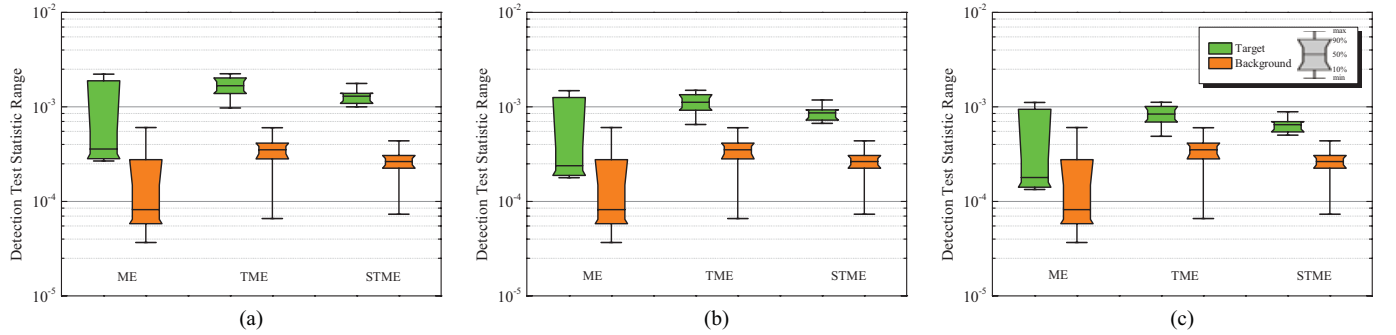 Detection Test Statistic Range
10-2
10-3
10-4
10-5
ME
TME
STME
(a)
Detection Test Statistic Range
10-2
10-3
10-4
10-5
ME
TME
STME
(b)
Detection Test Statistic Range
10-2
10-3
10-4
10-5
Target
Background
max
90%
50%
10%
min
ME
TME
STME
(c)